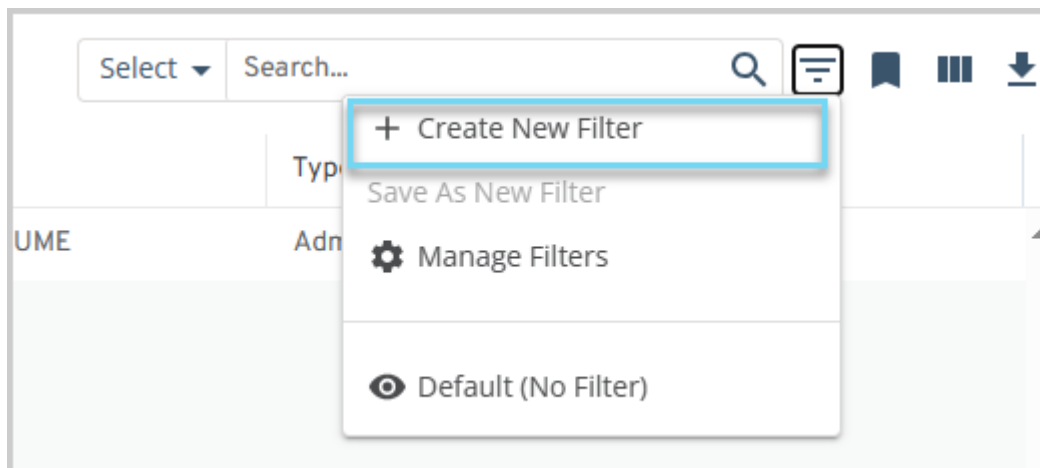 Select Search...
+ Create New Filter
Typ
Save As New Filter
UME Adm
Manage Filters
Default (No Filter)